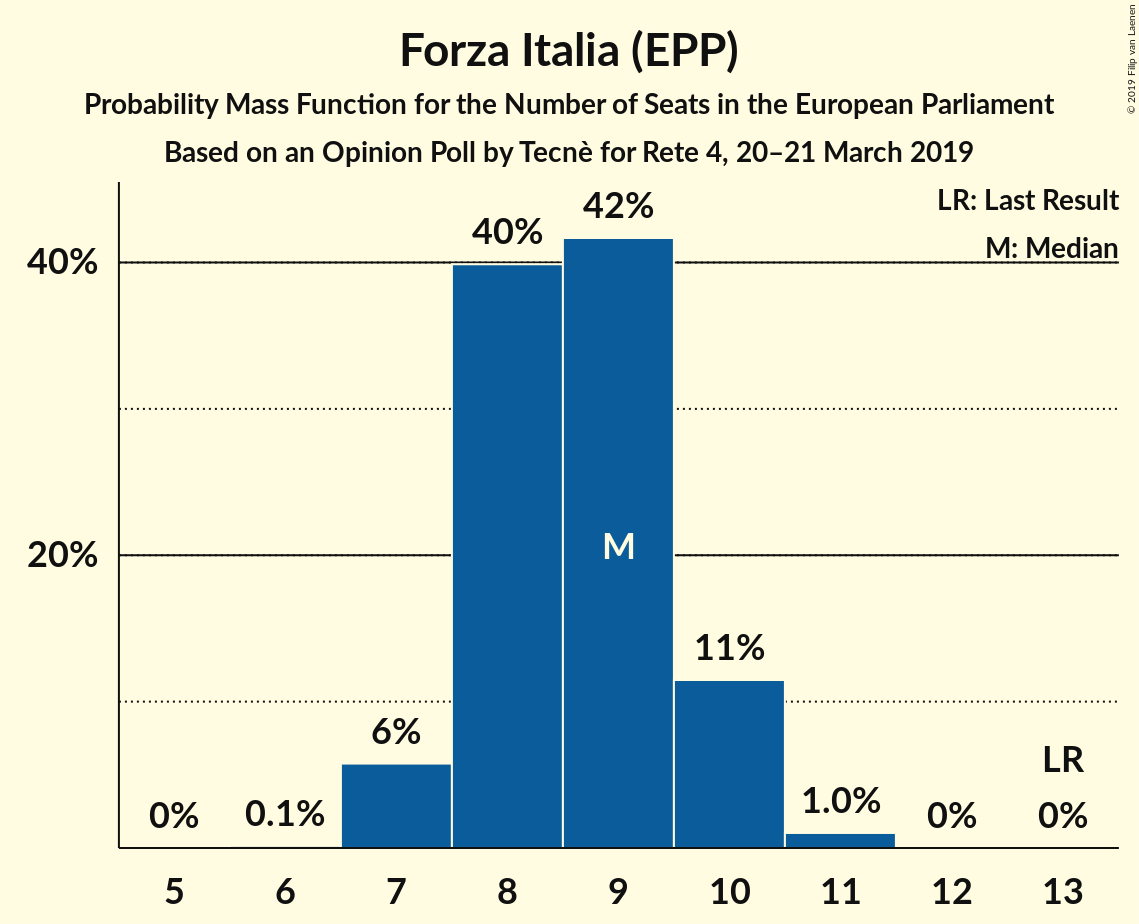 Forza Italia (EPP)
Probability Mass Function for the Number of Seats in the European Parliament
Based on an Opinion Poll by Tecnè for Rete 4, 20–21 March 2019
© 2019 Filip van Laenen
LR: Last Result
M: Median
40%
20%
0%
0.1%
6%
40%
42%
M
11%
1.0%
0%
LR
0%
5 6 7 8 9 10 11 12 13